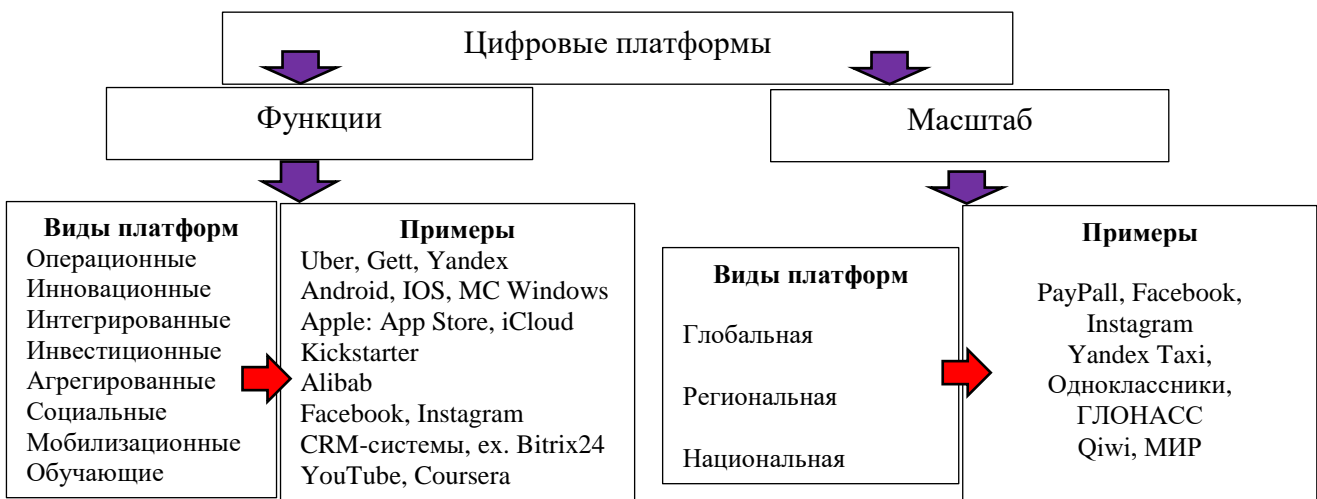 Цифровые платформы
Функции
Масштаб
Виды платформ
Операционные
Инновационные
Интегрированные
Инвестиционные
Агрегированные
Социальные
Мобилизационные
Обучающие
Примеры
Uber, Gett, Yandex
Android, IOS, MC Windows
Apple: App Store, iCloud
Kickstarter
Alibab
Facebook, Instagram
CRM-системы, ex. Bitrix24
YouTube, Coursera
Виды платформ
Глобальная
Региональная
Национальная
Примеры
PayPall, Facebook,
Instagram
Yandex Taxi,
Одноклассники,
ГЛОНАСС
Qiwi, МИР